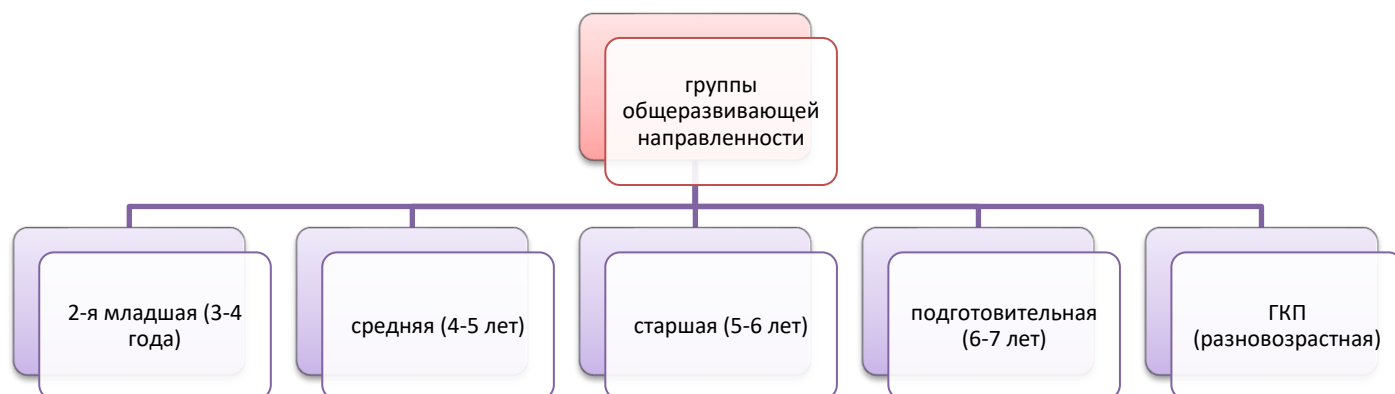 группы
общеразвивающей
направленности
2-я младшая (3-4
года)
средняя (4-5 лет)
старшая (5-6 лет)
подготовительная
(6-7 лет)
ГКП
(разновозрастная)